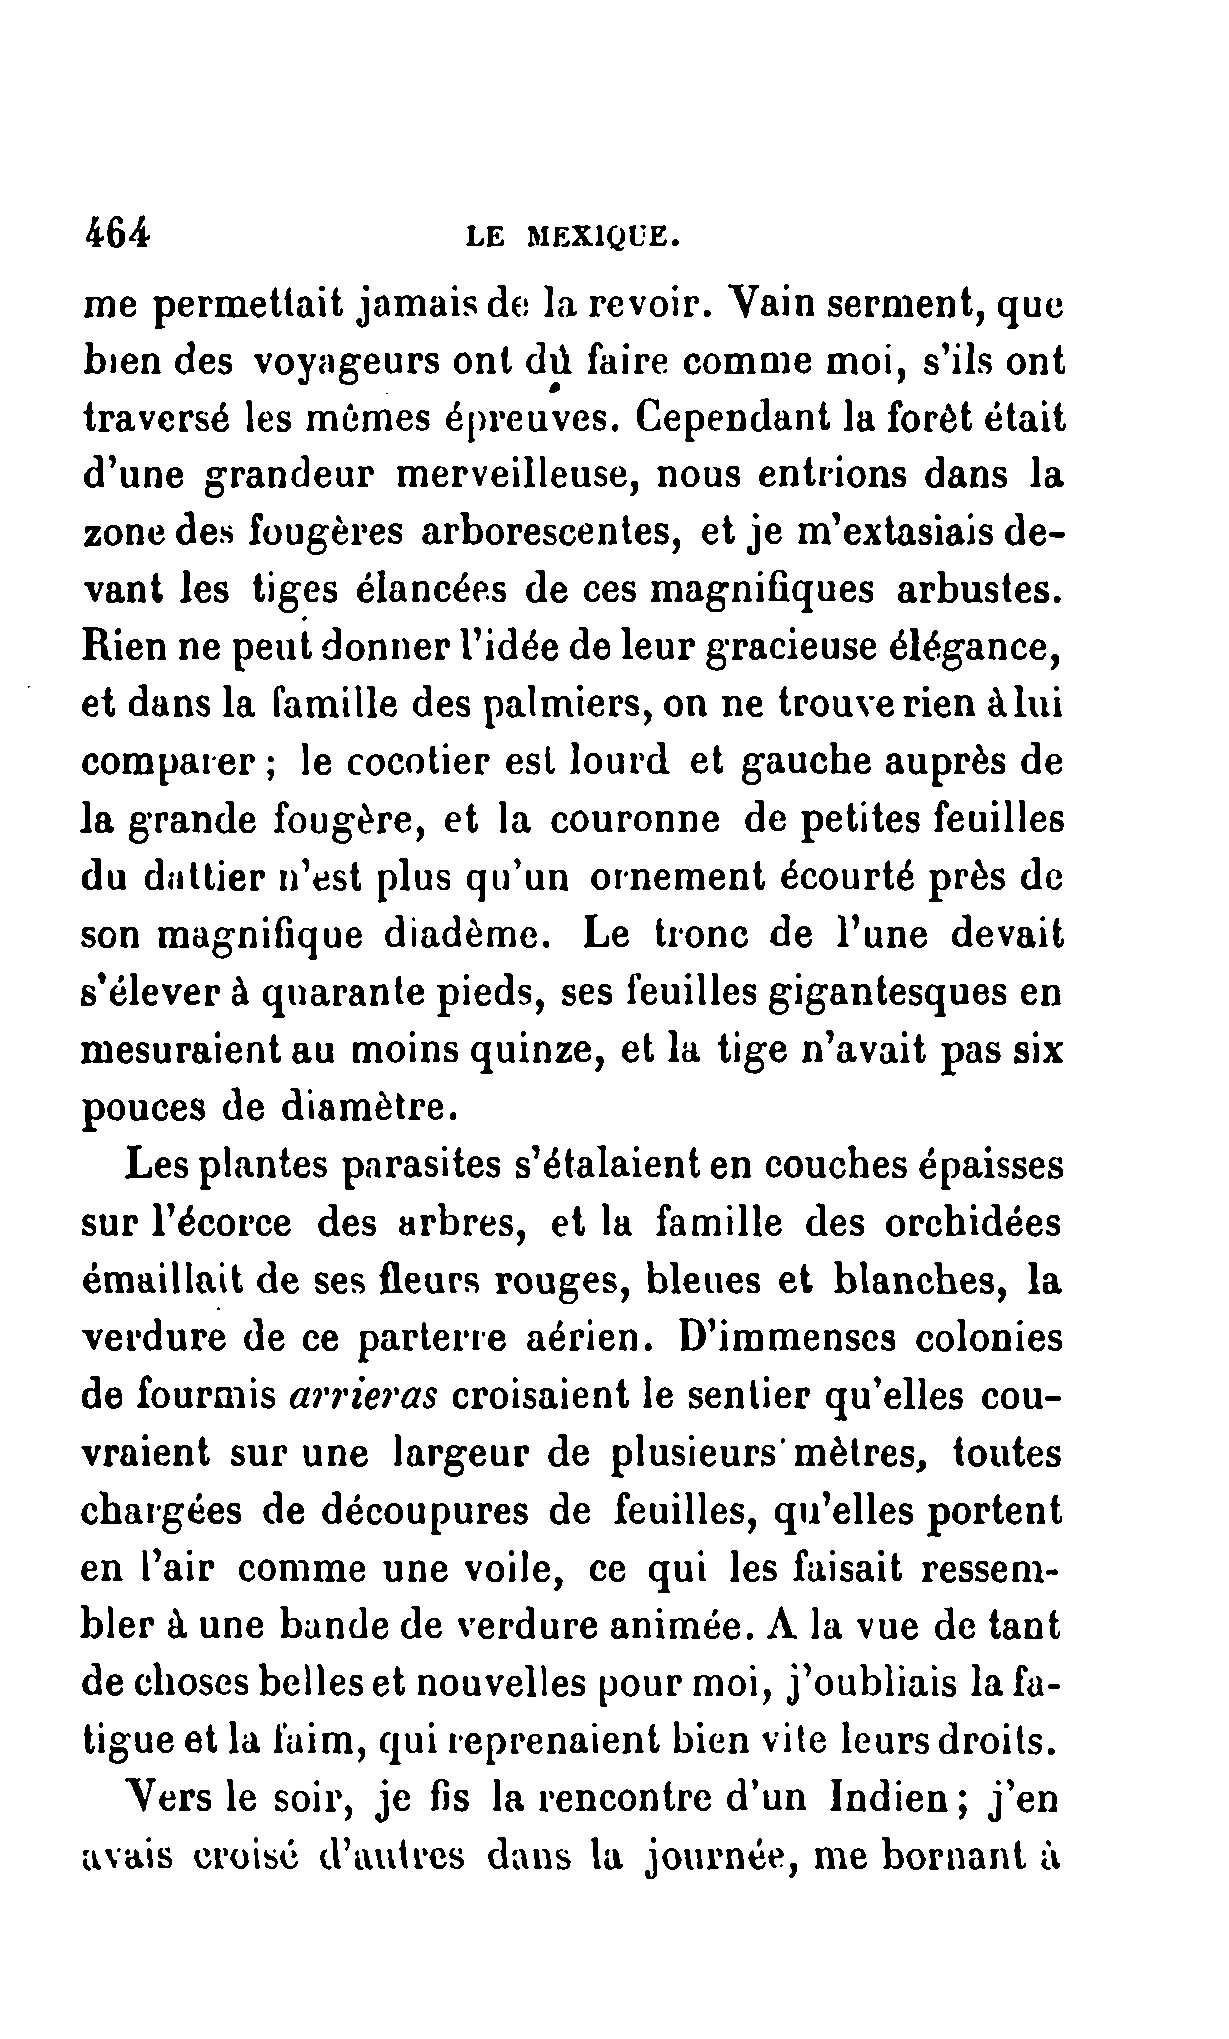 464 LE MEXIQUE.
me permettait jamais de la revoir. Vain serment, que
bien des voyageurs ont dû faire comme moi, s'ils ont
traversé les mêmes épreuves. Cependant la forêt était
d'une grandeur merveilleuse, nous entrions dans la
zone des fougères arborescentes, et je m'extasiais de-
vant les tiges élancées de ces magnifiques arbustes.
Rien ne peut donner l'idée de leur gracieuse élégance,
et dans la famille des palmiers, on ne trouve rien à lui
comparer ; le cocotier est lourd et gauche auprès de
la grande fougère, et la couronne de petites feuilles
du dattier n'est plus qu'un ornement écourté près de
son magnifique diadème. Le tronc de l'une devait
s'élever à quarante pieds, ses feuilles gigantesques en
mesuraient au moins quinze, et la tige n'avait pas six
pouces de diamètre.
Les plantes parasites s'étalaient en couches épaisses
sur l'écorce des arbres, et la famille des orchidées
émaillait de ses fleurs rouges, bleues et blanches, la
verdure de ce parterre aérien. D'immenses colonies
de fourmis arrieras croisaient le sentier qu'elles cou-
vraient sur une largeur de plusieurs mètres, toutes
chargées de découpures de feuilles, qu'elles portent
en l'air comme une voile, ce qui les faisait ressem-
bler à une bande de verdure animée. A la vue de tant
de choses belles et nouvelles pour moi, j'oubliais la fa-
tigue et la faim, qui reprenaient bien vite leurs droits.
Vers le soir, je fis la rencontre d'un Indien ; j'en
avais croisé d'autres dans la journée, me bornant à